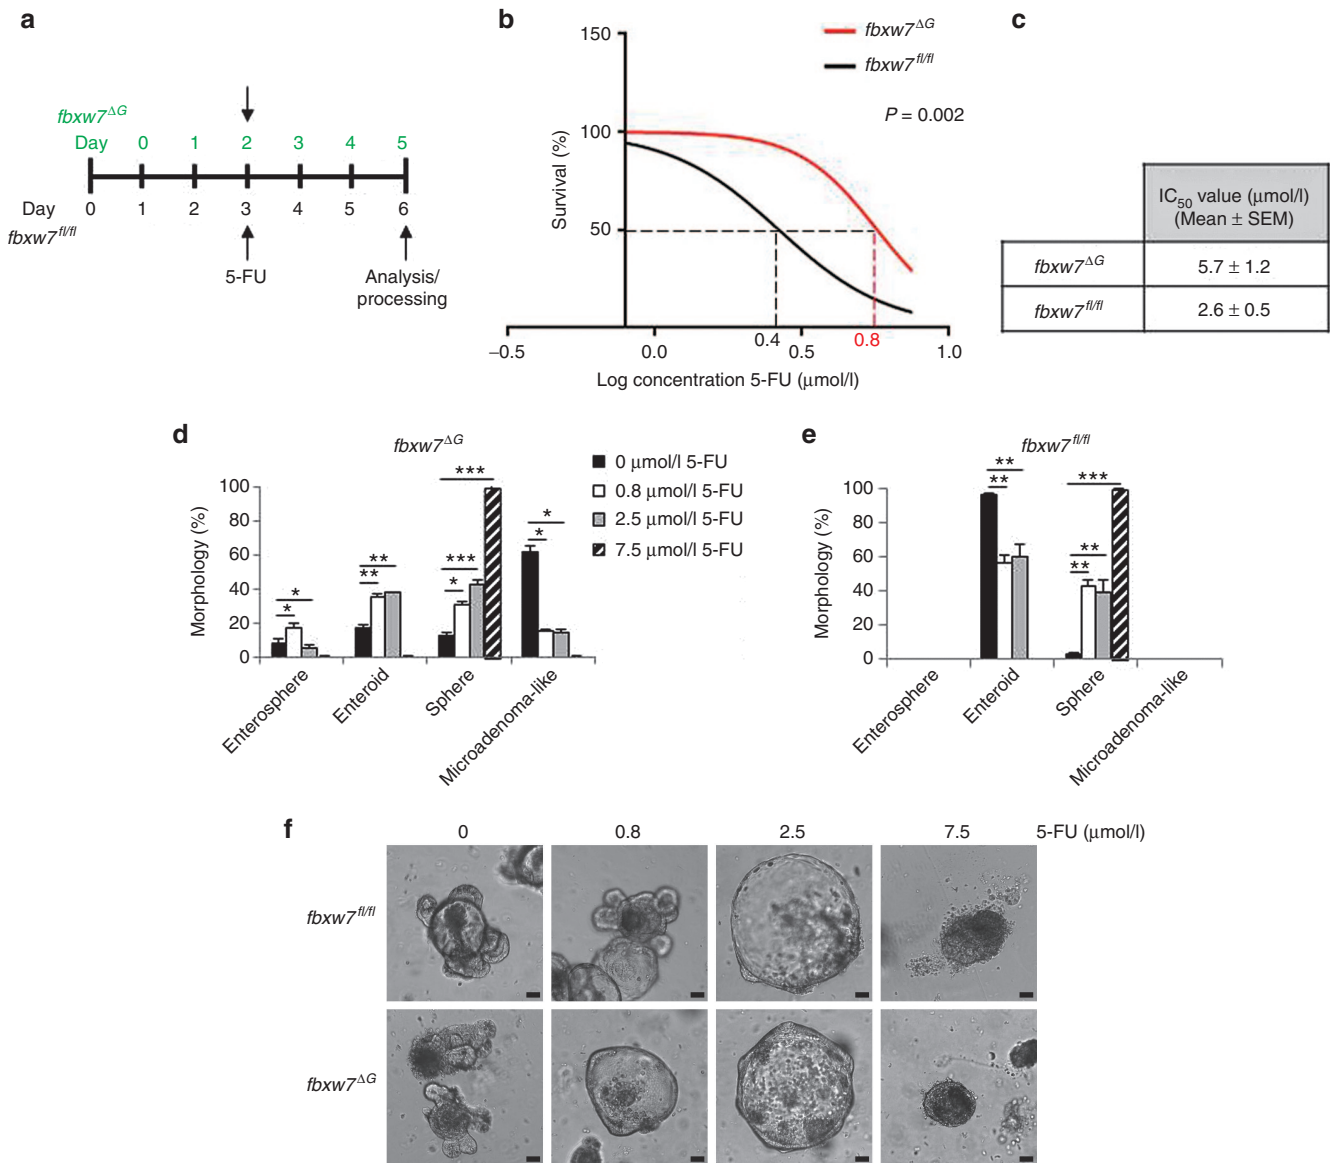 a
fbxw7ΔG
Day 0 1 2 3 4 5
Day 0 1 2 3 4 5 6
fbxw7fl/fl
5-FU
Analysis/
processing
b
150
100
50
Survival (%)
fbxw7ΔG
fbxw7fl/fl
P = 0.002
−0.5 0.0 0.4 0.5 0.8 1.0
Log concentration 5-FU (μmol/l)
c
IC50 value (μmol/l)
(Mean ± SEM)
fbxw7ΔG 5.7 ± 1.2
fbxw7fl/fl 2.6 ± 0.5
d
fbxw7ΔG
Morphology (%)
100
80
60
40
20
0
* *
** **
* *** ***
* *
Enterosphere
Enteroid
Sphere
Microadenoma-like
0 μmol/l 5-FU
0.8 μmol/l 5-FU
2.5 μmol/l 5-FU
7.5 μmol/l 5-FU
e
fbxw7fl/fl
Morphology (%)
100
80
60
40
20
0
** **
** ** ***
Enterosphere
Enteroid
Sphere
Microadenoma-like
f
0 0.8 2.5 7.5 5-FU (μmol/l)
fbxw7fl/fl
fbxw7ΔG